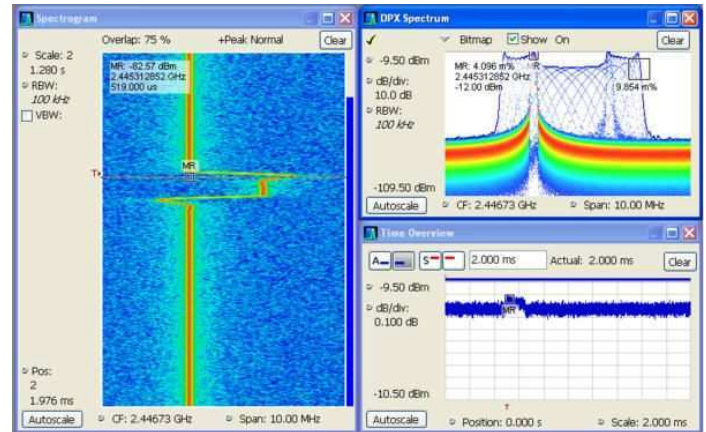 Spectrogram
Overlap: 75 %
+Peak Normal
Clear
Scale: 2
1.280 s
RBW:
100 kHz
VBW:
MR: -82.57 dBm
2.445312852 GHz
519.000 us
MR
T
Pos:
2
1.976 ms
Autoscale
CF: 2.44673 GHz
Span: 10.00 MHz
DPX Spectrum
Bitmap
Show
On
Clear
-9.50 dBm
dB/div:
10.0 dB
RBW:
100 kHz
-109.50 dBm
MR: 4.096 m%
2.445312852 GHz
-12.00 dBm
9.854 m%
Autoscale
CF: 2.44673 GHz
Span: 10.00 MHz
Time Overview
A
S
2.000 ms
Actual: 2.000 ms
Clear
-9.50 dBm
dB/div:
0.100 dB
MR
-10.50 dBm
T
Autoscale
Position: 0.000 s
Scale: 2.000 ms